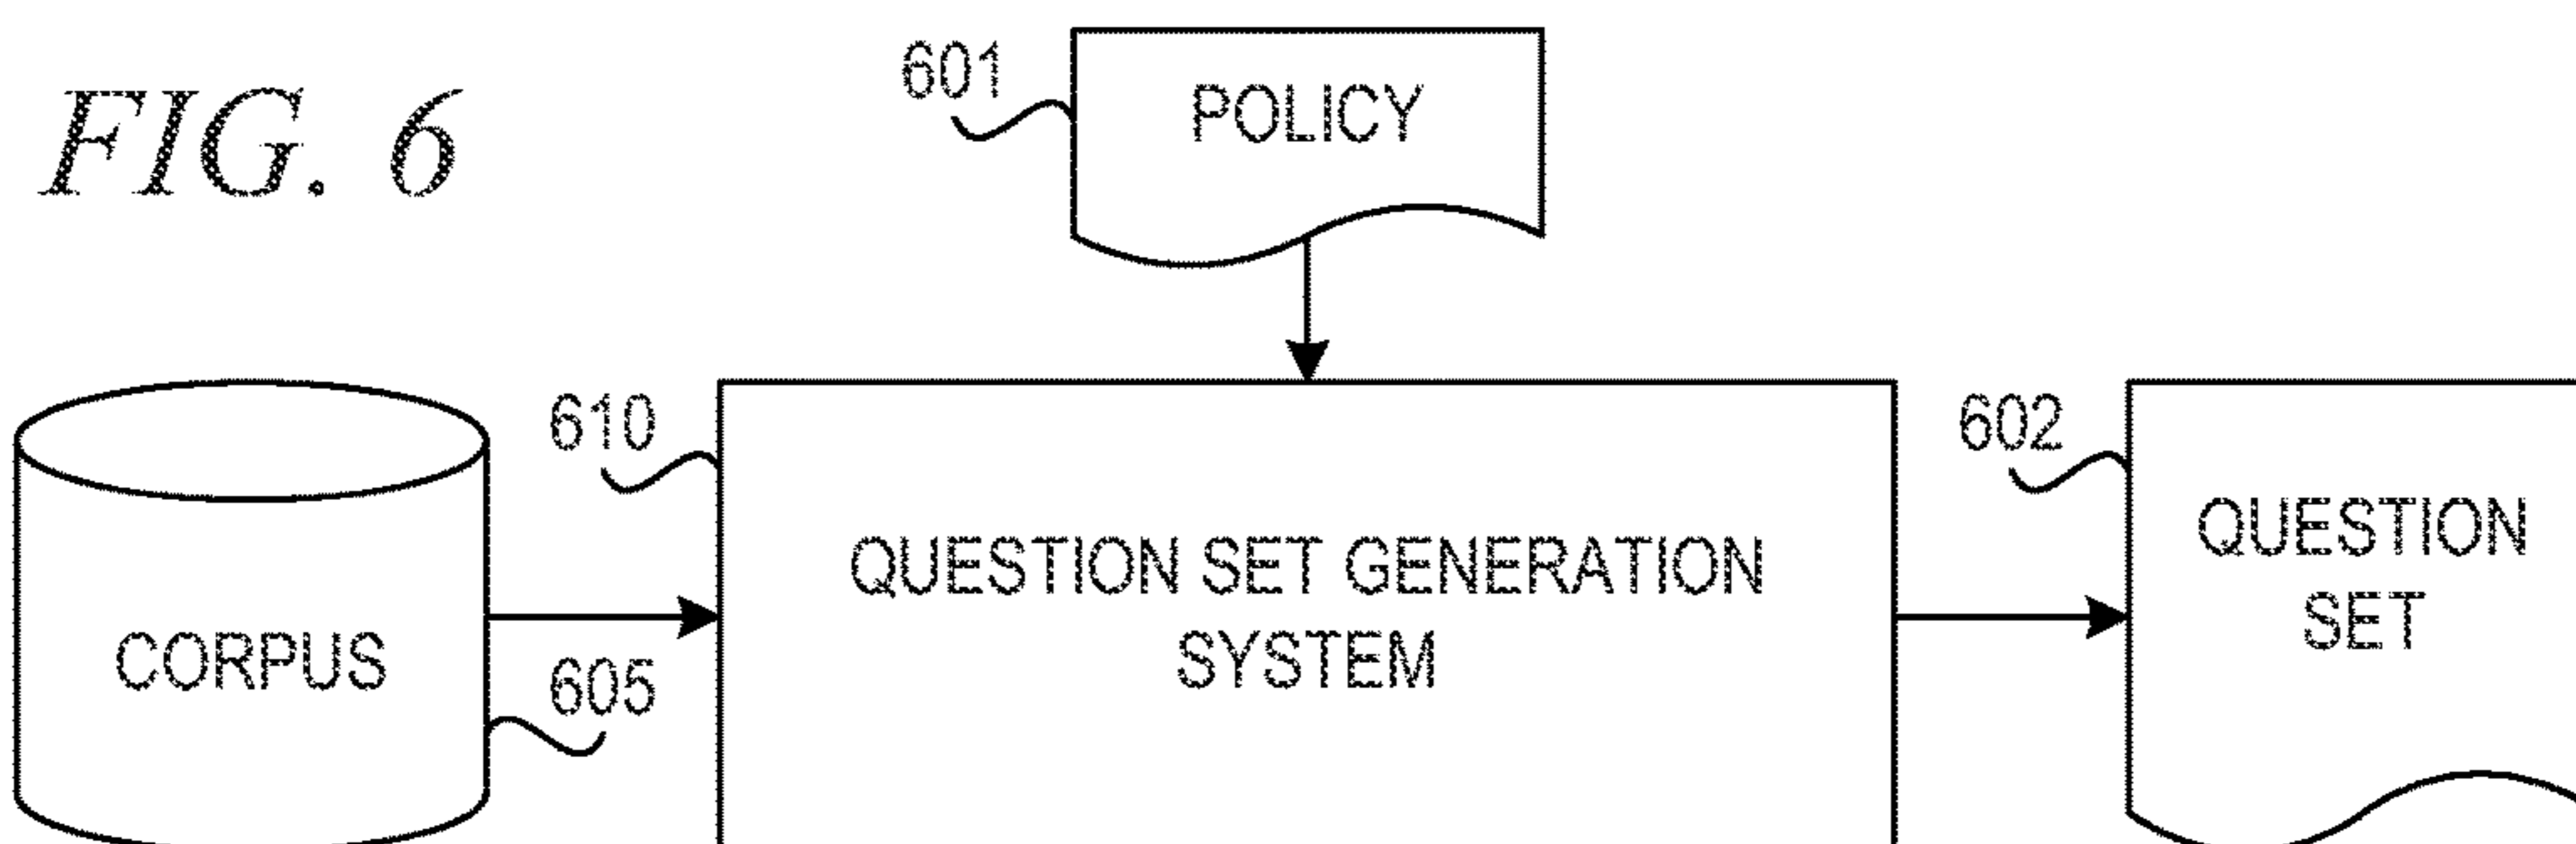 FIG. 6
601
POLICY
610
602
QUESTION SET GENERATION
SYSTEM
QUESTION
SET
CORPUS
605